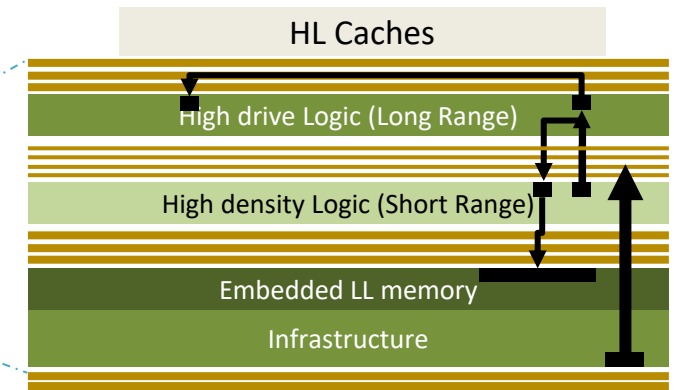 HL Caches
High drive Logic (Long Range)
High density Logic (Short Range)
Embedded LL memory
Infrastructure